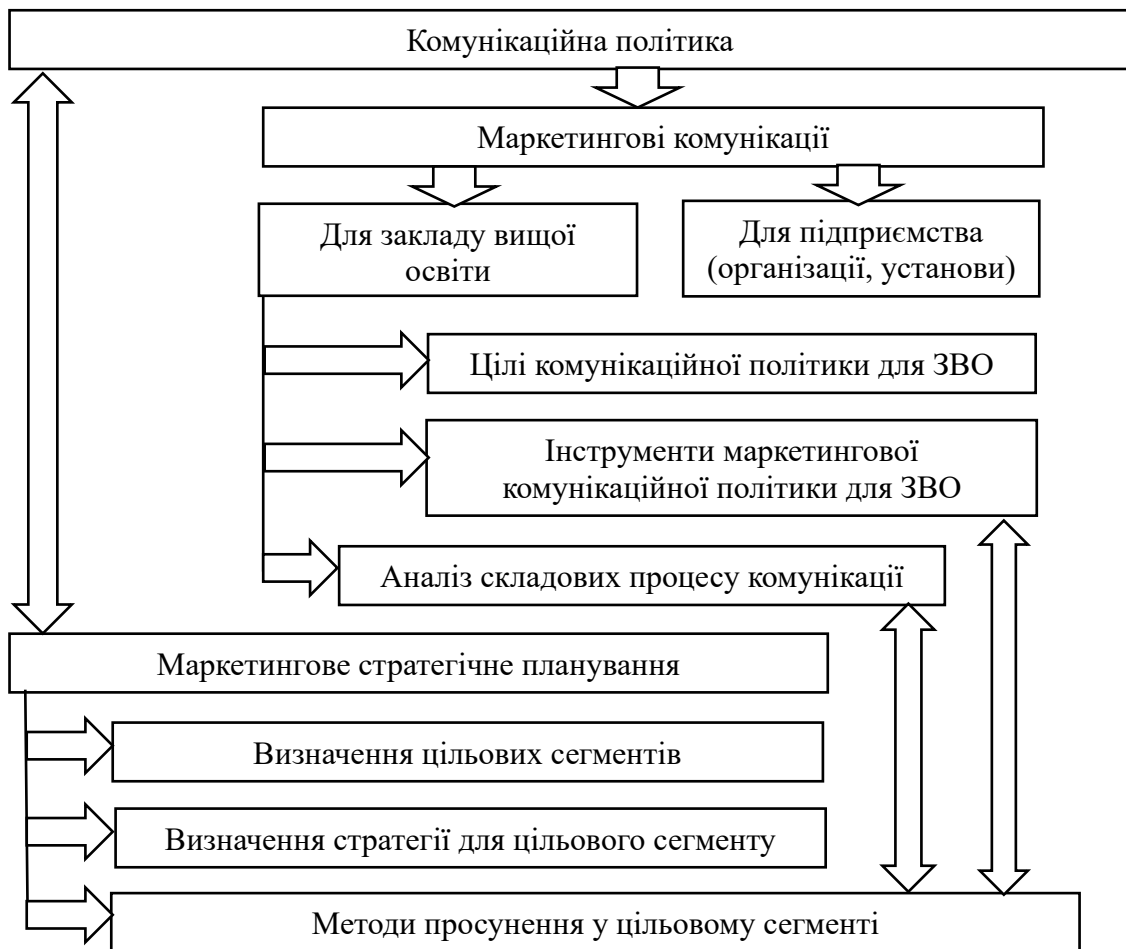 Комунікаційна політика
Маркетингові комунікації
Для закладу вищої
освіти
Для підприємства
(організації, установи)
Цілі комунікаційної політики для ЗВО
Інструменти маркетингової
комунікаційної політики для ЗВО
Аналіз складових процесу комунікації
Маркетингове стратегічне планування
Визначення цільових сегментів
Визначення стратегії для цільового сегменту
Методи просунення у цільовому сегменті